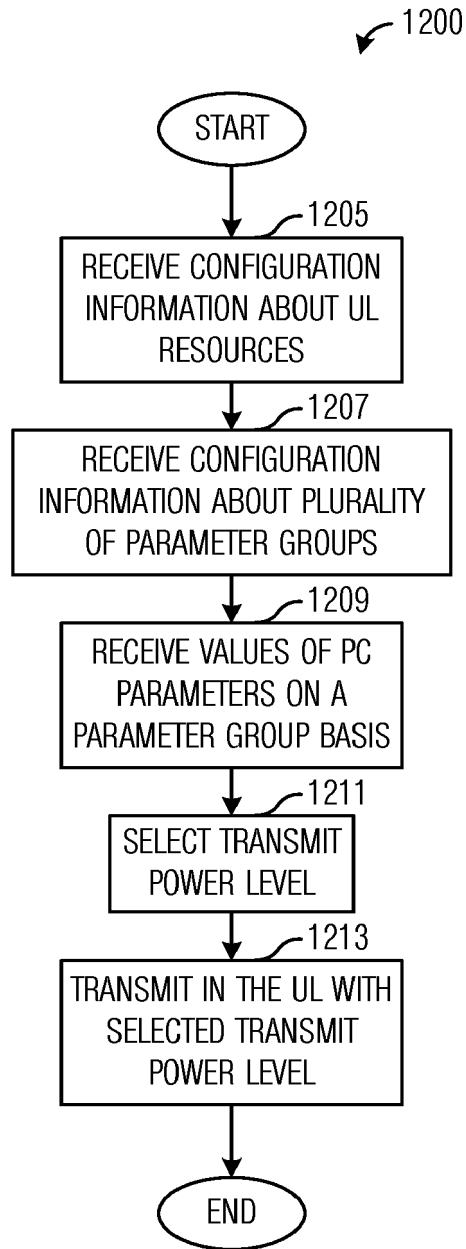 1200
START
1205
RECEIVE CONFIGURATION
INFORMATION ABOUT UL
RESOURCES
1207
RECEIVE CONFIGURATION
INFORMATION ABOUT PLURALITY
OF PARAMETER GROUPS
1209
RECEIVE VALUES OF PC
PARAMETERS ON A
PARAMETER GROUP BASIS
1211
SELECT TRANSMIT
POWER LEVEL
1213
TRANSMIT IN THE UL WITH
SELECTED TRANSMIT
POWER LEVEL
END